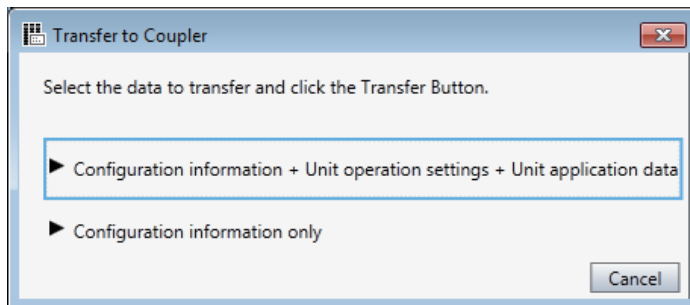 Transfer to Coupler
Select the data to transfer and click the Transfer Button.
Configuration information + Unit operation settings + Unit application data
Configuration information only
Cancel